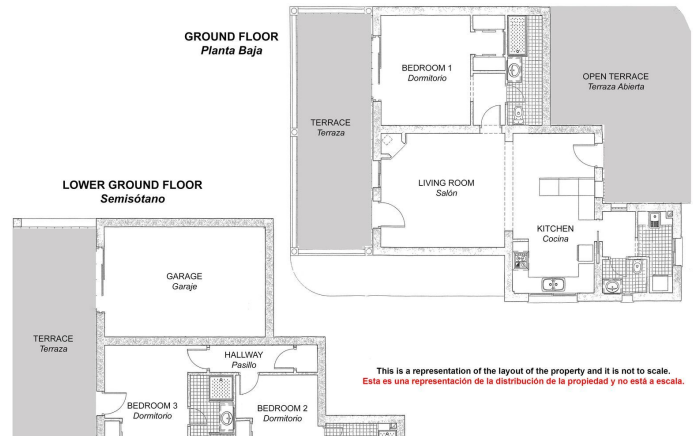 GROUND FLOOR
Planta Baja
BEDROOM 1
Dormitorio
OPEN TERRACE
Terraza Abierta
TERRACE
Terraza
LIVING ROOM
Salón
KITCHEN
Cocina
LOWER GROUND FLOOR
Semisótano
GARAGE
Garaje
TERRACE
Terraza
HALLWAY
Pasillo
BEDROOM 3
Dormitorio
BEDROOM 2
Dormitorio
This is a representation of the layout of the property and it is not to scale.
Esta es una representación de la distribución de la propiedad y no está a escala.